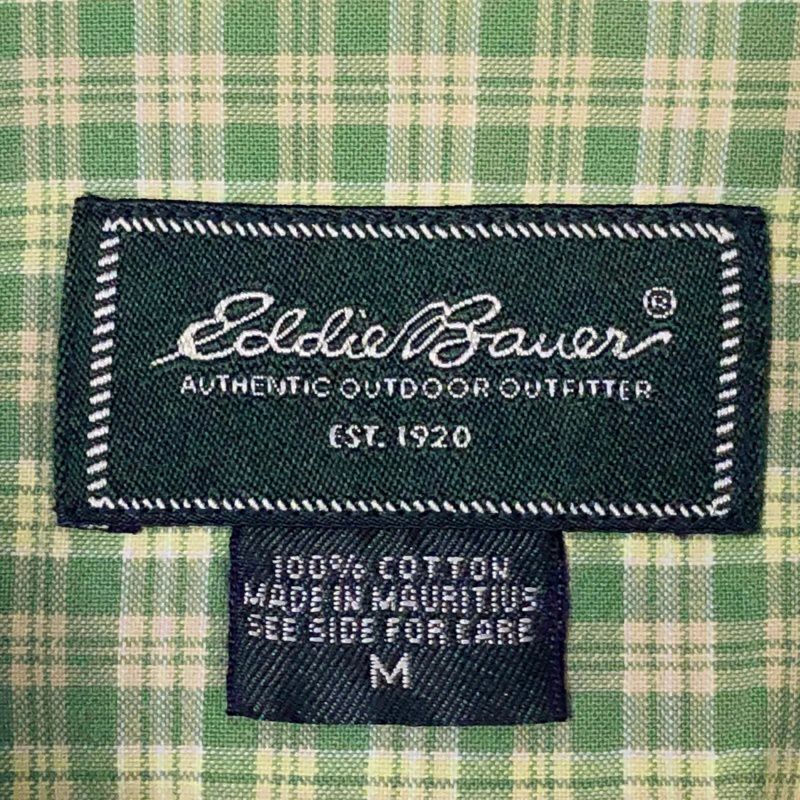 Eddie Bauer®
AUTHENTIC OUTDOOR OUTFITTER
EST. 1920
100% COTTON
MADE IN MAURITIUS
SEE SIDE FOR CARE
M